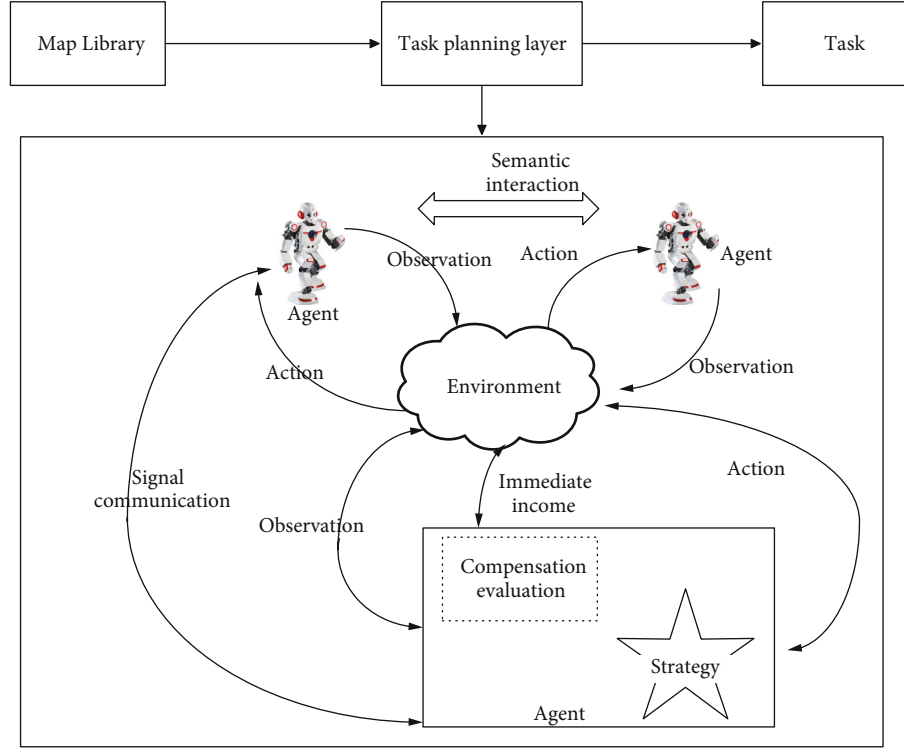 Map Library
Task planning layer
Task
Semantic
interaction
Observation
Action
Agent
Agent
Action
Environment
Observation
Signal
communication
Immediate
income
Action
Observation
Compensation
evaluation
Strategy
Agent